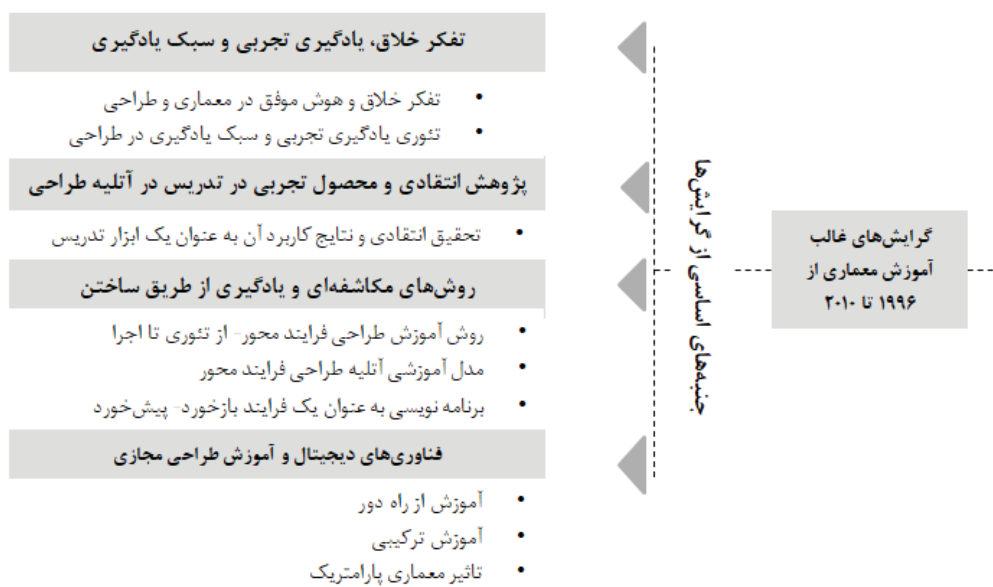 گرایش‌های غالب
آموزش معماری از
۱۹۹۶ تا ۲۰۱۰
جنبه‌های اساسی از گرایش‌ها
تفکر خلاق، یادگیری تجربی و سبک یادگیری
• تفکر خلاق و هوش موفق در معماری و طراحی
• تئوری یادگیری تجربی و سبک یادگیری در طراحی
پژوهش انتقادی و محصول تجربی در تدریس در آتلیه طراحی
• تحقیق انتقادی و نتایج کاربرد آن به عنوان یک ابزار تدریس
روش‌های مکاشفه‌ای و یادگیری از طریق ساختن
• روش آموزش طراحی فرایند محور- از تئوری تا اجرا
• مدل آموزشی آتلیه طراحی فرایند محور
• برنامه نویسی به عنوان یک فرایند بازخورد- پیش‌خورد
فناوری‌های دیجیتال و آموزش طراحی مجازی
• آموزش از راه دور
• آموزش ترکیبی
• تاثیر معماری پارامتریک